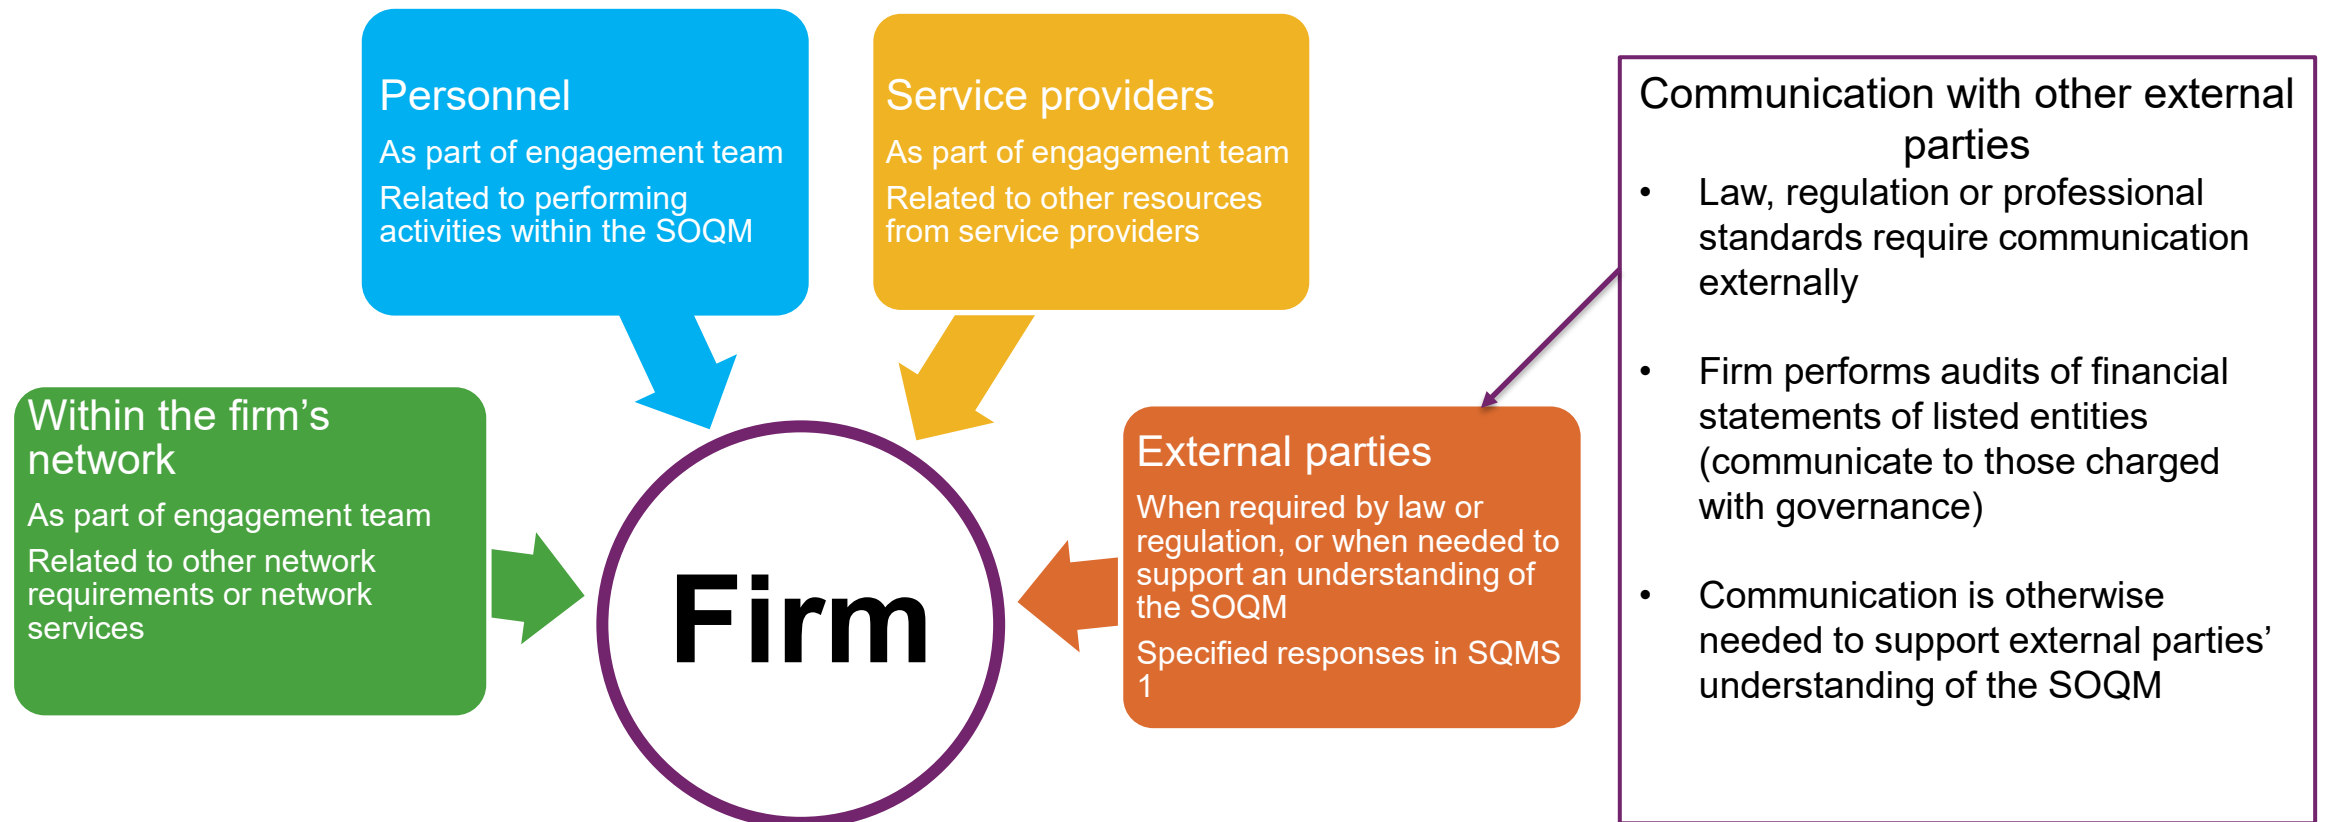 Personnel
As part of engagement team
Related to performing
activities within the SOQM
Service providers
As part of engagement team
Related to other resources
from service providers
Within the firm’s
network
As part of engagement team
Related to other network
requirements or network
services
Firm
External parties
When required by law or
regulation, or when needed to
support an understanding of
the SOQM
Specified responses in SQMS
1
Communication with other external
parties
• Law, regulation or professional
standards require communication
externally
• Firm performs audits of financial
statements of listed entities
(communicate to those charged
with governance)
• Communication is otherwise
needed to support external parties’
understanding of the SOQM